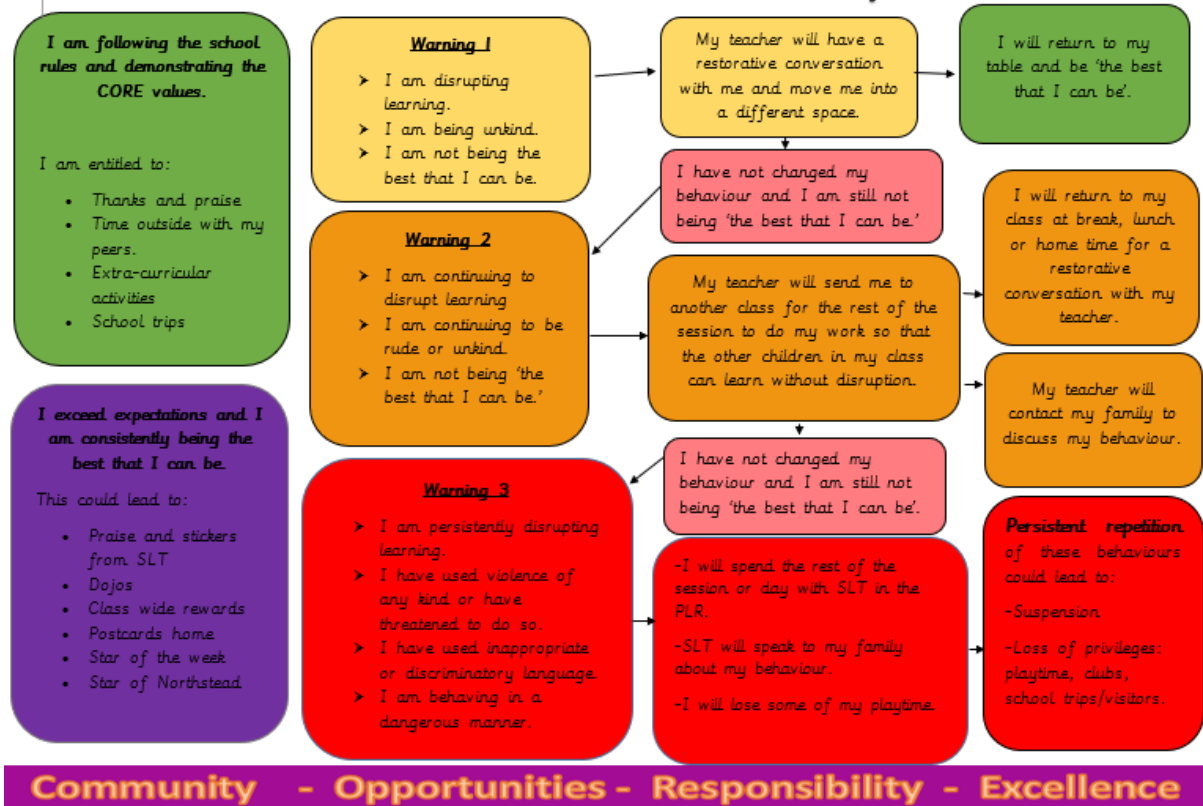 I am following the school
rules and demonstrating the
CORE values.
I am entitled to:
• Thanks and praise
• Time outside with my
peers.
• Extra-curricular
activities
• School trips
I exceed expectations and I
am consistently being the
best that I can be.
This could lead to:
• Praise and stickers
from SLT
• Dojos
• Class wide rewards
• Postcards home
• Star of the week
• Star of Northstead
Warning 1
➤ I am disrupting
learning.
➤ I am being unkind.
➤ I am not being the
best that I can be.
My teacher will have a
restorative conversation
with me and move me into
a different space.
I will return to my
table and be ‘the best
that I can be’.
I have not changed my
behaviour and I am still not
being ‘the best that I can be.’
Warning 2
➤ I am continuing to
disrupt learning
➤ I am continuing to be
rude or unkind.
➤ I am not being ‘the
best that I can be.’
My teacher will send me to
another class for the rest of the
session to do my work so that
the other children in my class
can learn without disruption.
I will return to my
class at break, lunch
or home time for a
restorative
conversation with my
teacher.
My teacher will
contact my family to
discuss my behaviour.
I have not changed my
behaviour and I am still not
being ‘the best that I can be’.
Warning 3
➤ I am persistently disrupting
learning.
➤ I have used violence of
any kind or have
threatened to do so.
➤ I have used inappropriate
or discriminatory language.
➤ I am behaving in a
dangerous manner.
-I will spend the rest of the
session or day with SLT in the
PLR.
-SLT will speak to my family
about my behaviour.
-I will lose some of my playtime.
Persistent repetition
of these behaviours
could lead to:
-Suspension
-Loss of privileges:
playtime, clubs,
school trips/visitors.
Community - Opportunities - Responsibility - Excellence